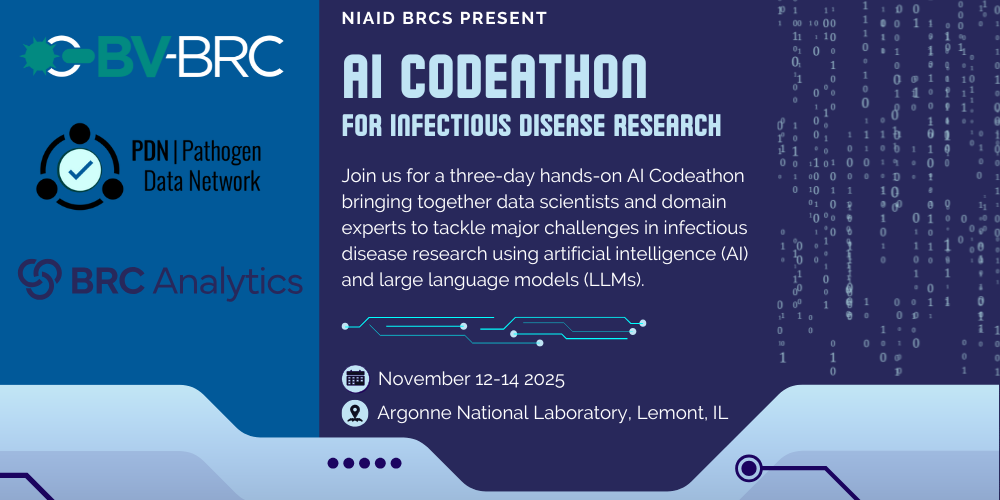 BV-BRC
PDN | Pathogen
Data Network
BRC Analytics
NIAID BRCS PRESENT
AI CODEATHON
FOR INFECTIOUS DISEASE RESEARCH
Join us for a three-day hands-on AI Codeathon
bringing together data scientists and domain
experts to tackle major challenges in infectious
disease research using artificial intelligence (AI)
and large language models (LLMs).
November 12-14 2025
Argonne National Laboratory, Lemont, IL